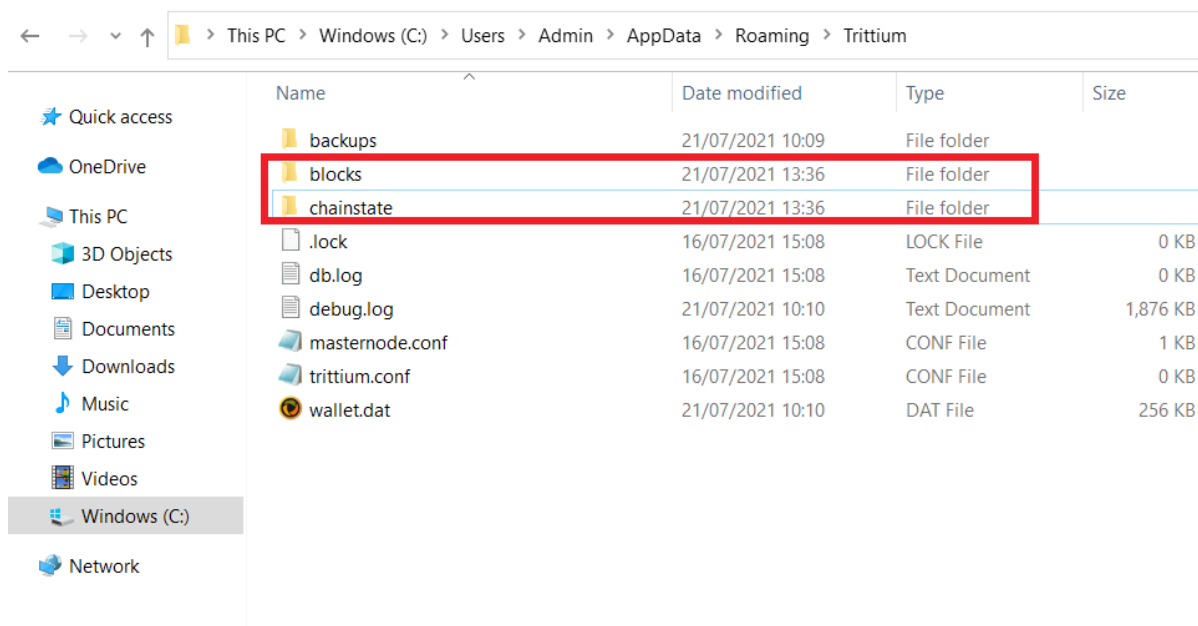 This PC > Windows (C:) > Users > Admin > AppData > Roaming > Trittium
Name Date modified Type Size
Quick access
OneDrive
This PC
3D Objects
Desktop
Documents
Downloads
Music
Pictures
Videos
Windows (C:)
Network
backups 21/07/2021 10:09 File folder
blocks 21/07/2021 13:36 File folder
chainstate 21/07/2021 13:36 File folder
.lock 16/07/2021 15:08 LOCK File 0 KB
db.log 16/07/2021 15:08 Text Document 0 KB
debug.log 21/07/2021 10:10 Text Document 1,876 KB
masternode.conf 16/07/2021 15:08 CONF File 1 KB
trittium.conf 16/07/2021 15:08 CONF File 0 KB
wallet.dat 21/07/2021 10:10 DAT File 256 KB